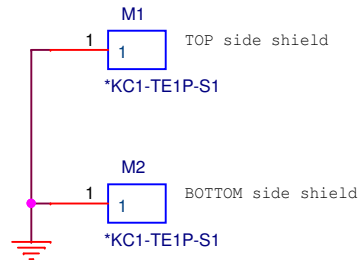 M1
1 1 TOP side shield
*KC1-TE1P-S1
M2
1 1 BOTTOM side shield
*KC1-TE1P-S1